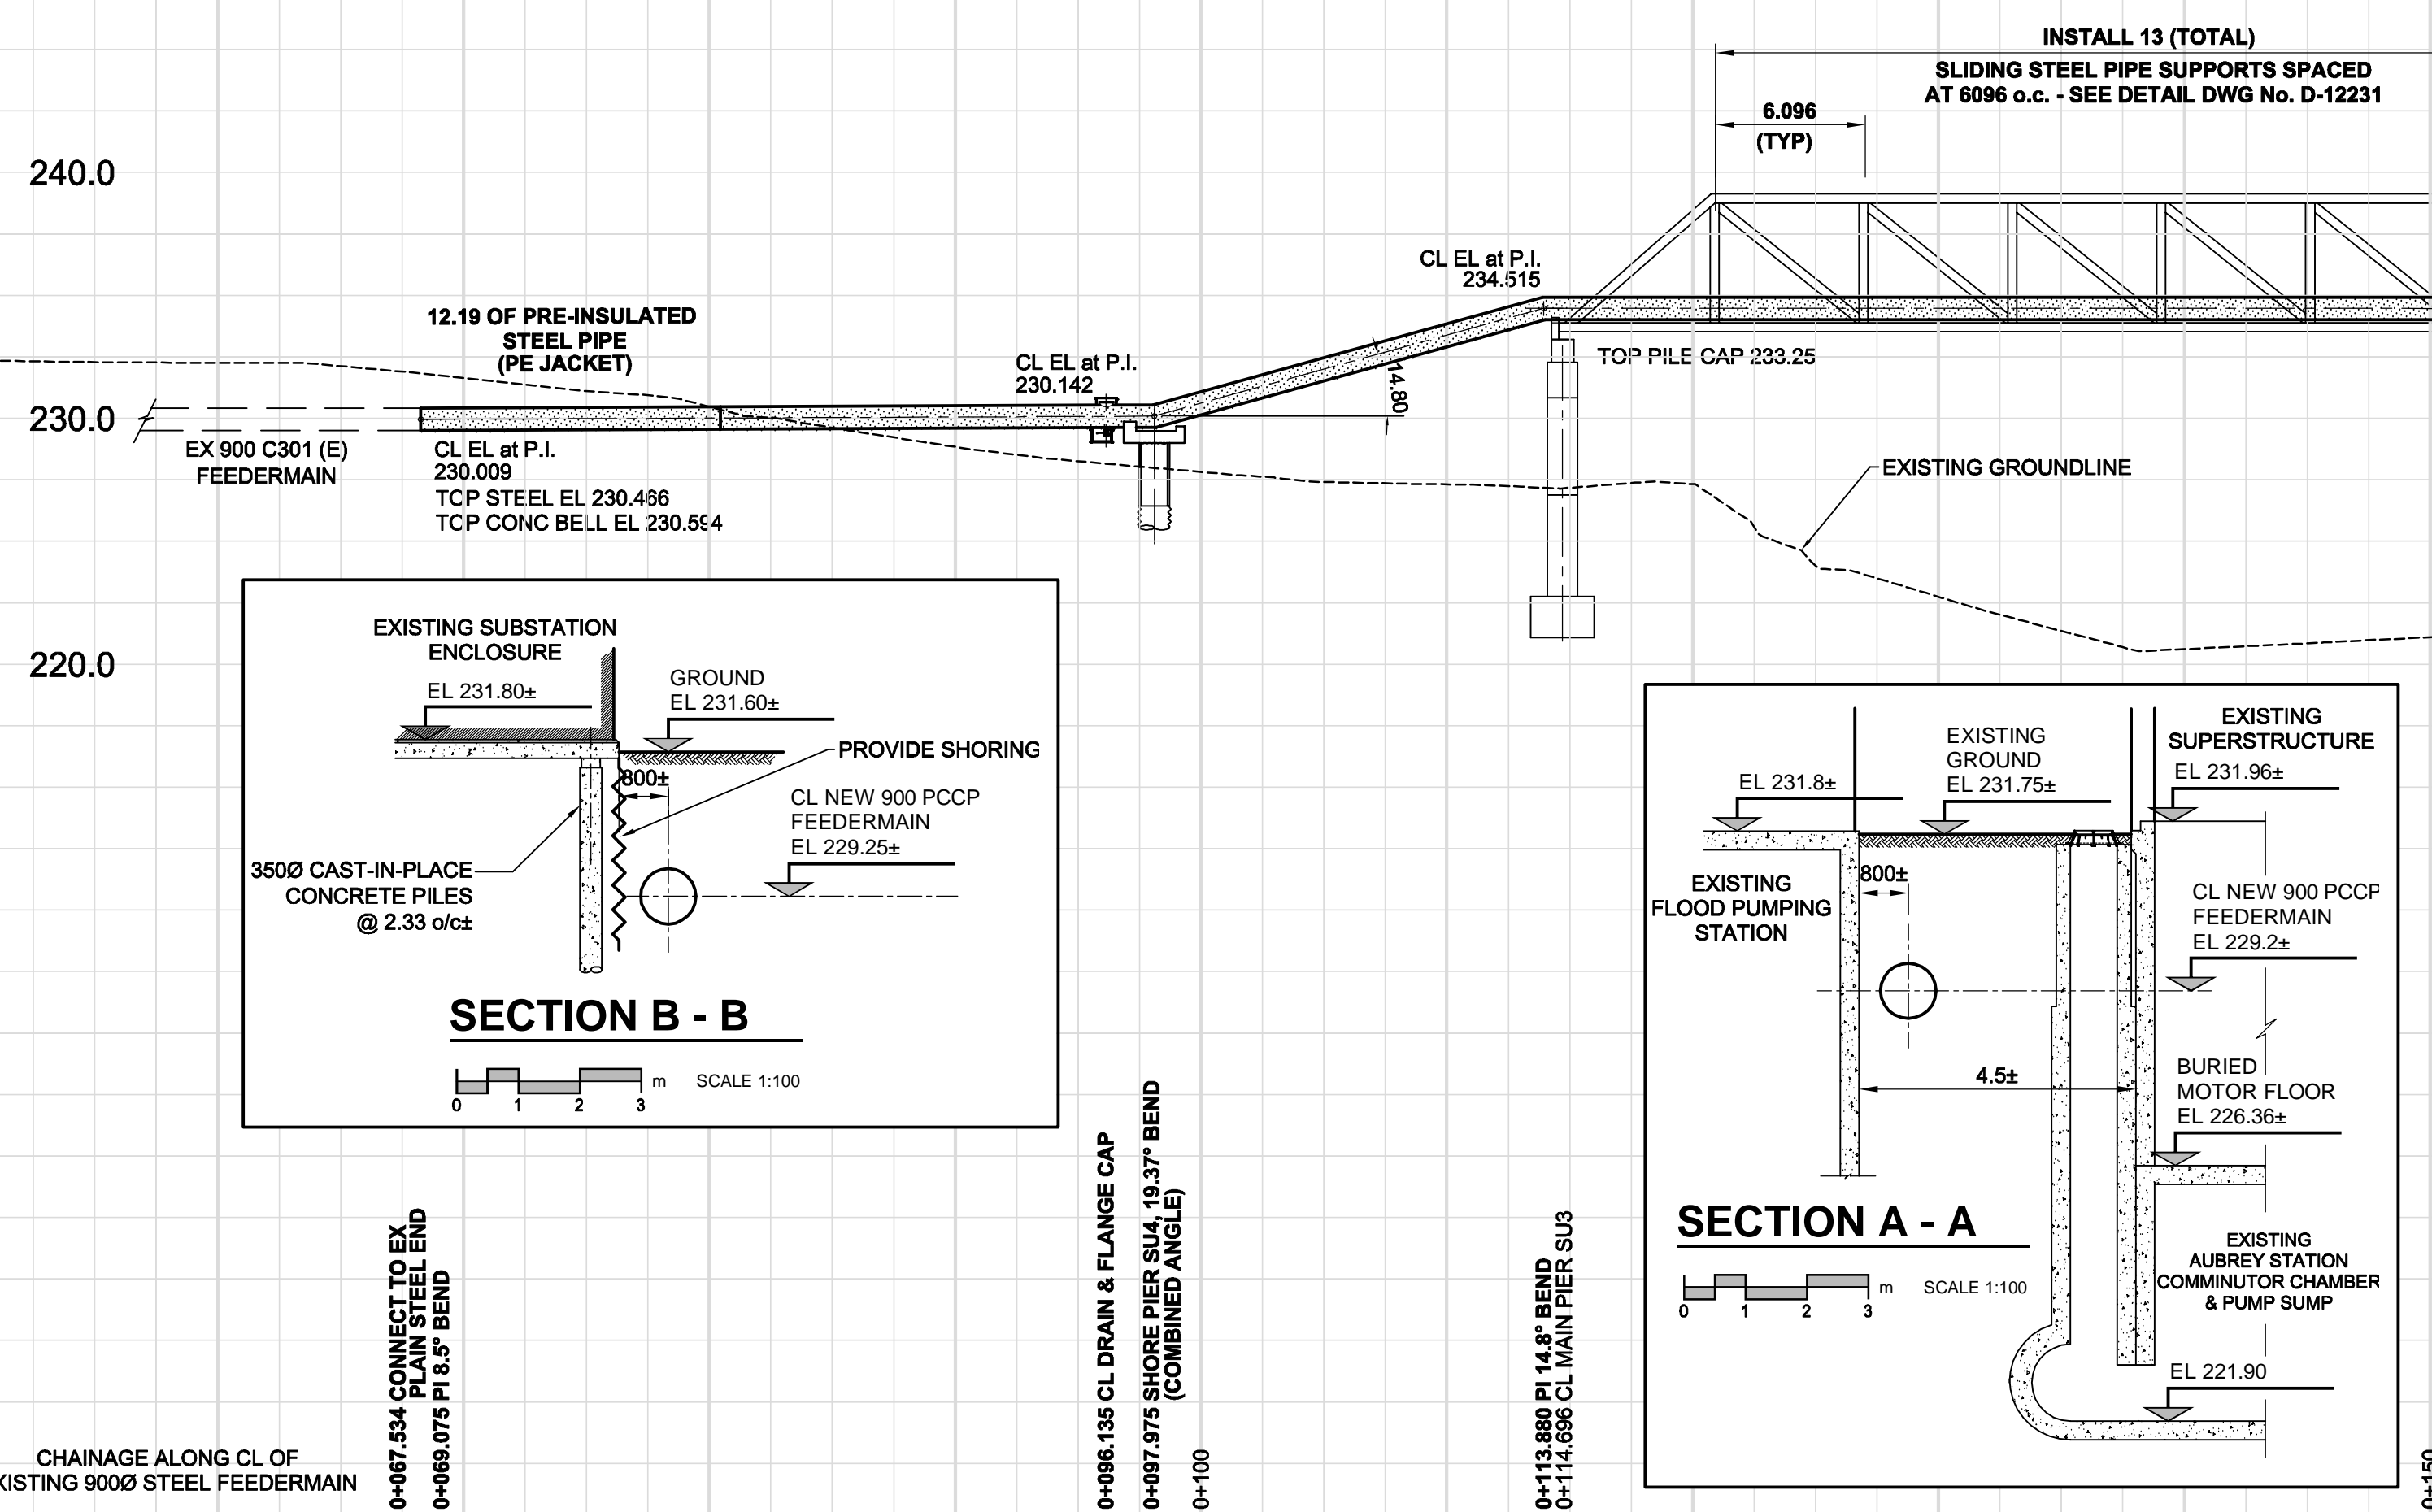 INSTALL 13 (TOTAL)
SLIDING STEEL PIPE SUPPORTS SPACED
AT 6096 o.c. - SEE DETAIL DWG No. D-12231
6.096
(TYP)
240.0
230.0
220.0
CL EL at P.I.
234.515
12.19 OF PRE-INSULATED
STEEL PIPE
(PE JACKET)
CL EL at P.I.
230.142
TOP PILE CAP 233.25
14.80
EX 900 C301 (E)
FEEDERMAIN
CL EL at P.I.
230.009
TOP STEEL EL 230.466
TOP CONC BELL EL 230.594
EXISTING GROUNDLINE
EXISTING SUBSTATION
ENCLOSURE
EL 231.80±
GROUND
EL 231.60±
PROVIDE SHORING
800±
CL NEW 900 PCCP
FEEDERMAIN
EL 229.25±
350Ø CAST-IN-PLACE
CONCRETE PILES
@ 2.33 o/c±
SECTION B - B
0 1 2 3 m SCALE 1:100
EXISTING
SUPERSTRUCTURE
EL 231.96±
EXISTING
GROUND
EL 231.75±
EL 231.8±
800±
EXISTING
FLOOD PUMPING
STATION
CL NEW 900 PCCP
FEEDERMAIN
EL 229.2±
4.5±
BURIED
MOTOR FLOOR
EL 226.36±
SECTION A - A
0 1 2 3 m SCALE 1:100
EXISTING
AUBREY STATION
COMMINUTOR CHAMBER
& PUMP SUMP
EL 221.90
CHAINAGE ALONG CL OF
XISTING 900Ø STEEL FEEDERMAIN
0+067.534 CONNECT TO EX
PLAIN STEEL END
0+069.075 PI 8.5° BEND
0+096.135 CL DRAIN & FLANGE CAP
0+097.975 SHORE PIER SU4, 19.37° BEND
(COMBINED ANGLE)
0+100
0+113.880 PI 14.8° BEND
0+114.696 CL MAIN PIER SU3